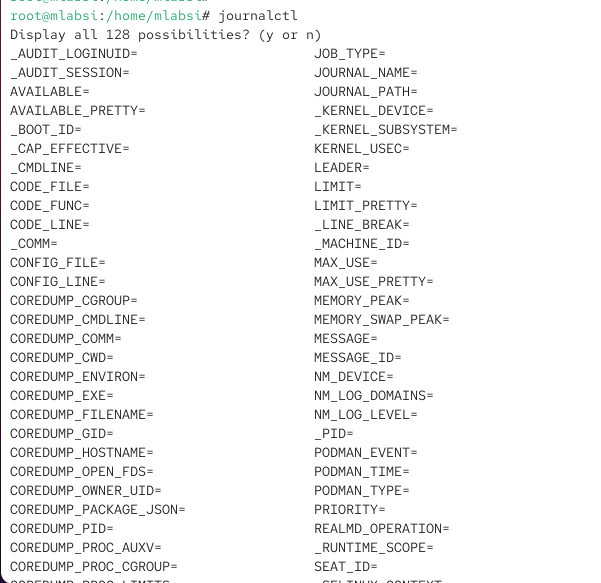 root@mlabsi:/home/mlabsi# journalctl
Display all 128 possibilities? (y or n)
_AUDIT_LOGINUID= JOB_TYPE=
_AUDIT_SESSION= JOURNAL_NAME=
AVAILABLE= JOURNAL_PATH=
AVAILABLE_PRETTY= _KERNEL_DEVICE=
_BOOT_ID= _KERNEL_SUBSYSTEM=
_CAP_EFFECTIVE= KERNEL_USEC=
_CMDLINE= LEADER=
CODE_FILE= LIMIT=
CODE_FUNC= LIMIT_PRETTY=
CODE_LINE= _LINE_BREAK=
_COMM= _MACHINE_ID=
CONFIG_FILE= MAX_USE=
CONFIG_LINE= MAX_USE_PRETTY=
COREDUMP_CGROUP= MEMORY_PEAK=
COREDUMP_CMDLINE= MEMORY_SWAP_PEAK=
COREDUMP_COMM= MESSAGE=
COREDUMP_CWD= MESSAGE_ID=
COREDUMP_ENVIRON= NM_DEVICE=
COREDUMP_EXE= NM_LOG_DOMAINS=
COREDUMP_FILENAME= NM_LOG_LEVEL=
COREDUMP_GID= _PID=
COREDUMP_HOSTNAME= PODMAN_EVENT=
COREDUMP_OPEN_FDS= PODMAN_TIME=
COREDUMP_OWNER_UID= PODMAN_TYPE=
COREDUMP_PACKAGE_JSON= PRIORITY=
COREDUMP_PID= REALMD_OPERATION=
COREDUMP_PROC_AUXV= _RUNTIME_SCOPE=
COREDUMP_PROC_CGROUP= SEAT_ID=